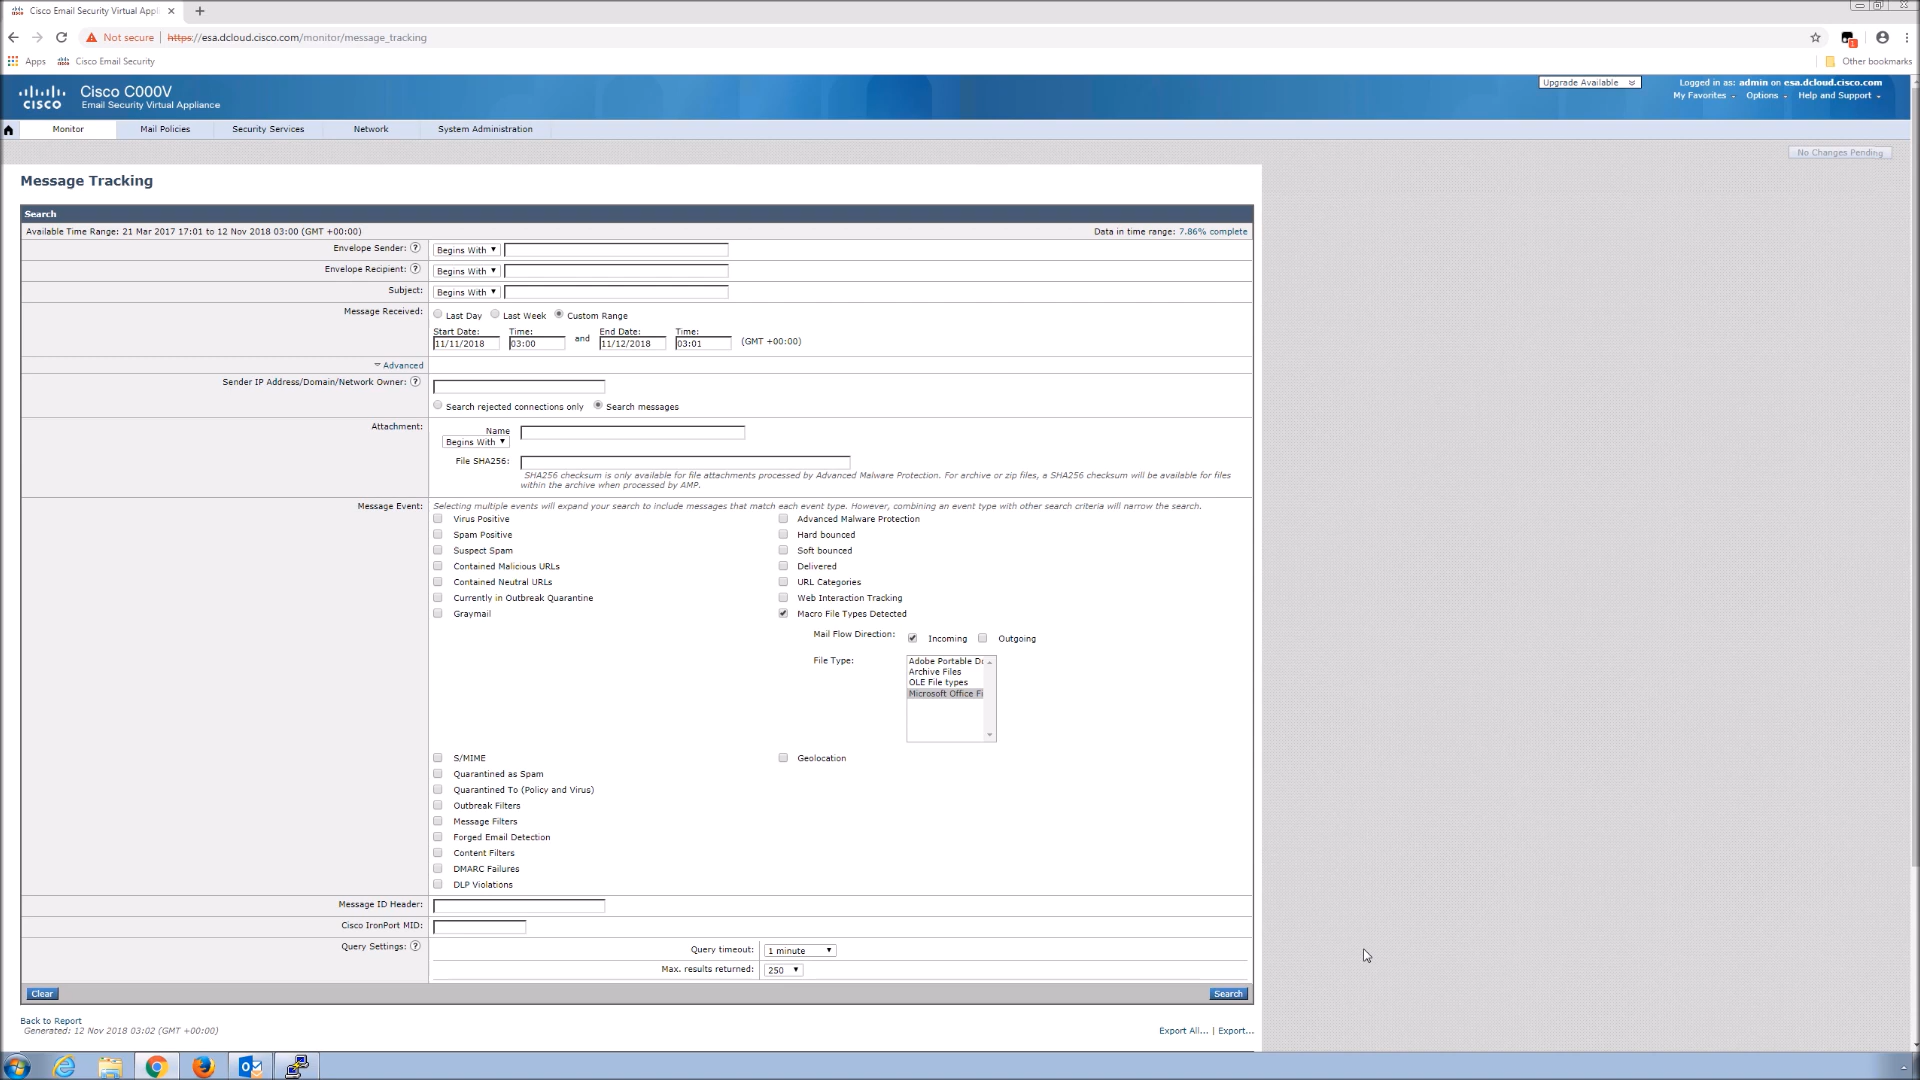 Cisco Email Security Virtual Appl
Not secure | https://esa.dcloud.cisco.com/monitor/message_tracking
Apps Cisco Email Security Other bookmarks
CISCO Cisco C000V
Email Security Virtual Appliance
Upgrade Available
Logged in as: admin on esa.dcloud.cisco.com
My Favorites Options Help and Support
Monitor Mail Policies Security Services Network System Administration
No Changes Pending
Message Tracking
Search
Available Time Range: 21 Mar 2017 17:01 to 12 Nov 2018 03:00 (GMT +00:00) Data in time range: 7.86% complete
Envelope Sender: ? Begins With
Envelope Recipient: ? Begins With
Subject: Begins With
Message Received: Last Day Last Week Custom Range
Start Date: Time: End Date: Time:
11/11/2018 03:00 and 11/12/2018 03:01 (GMT +00:00)
Advanced
Sender IP Address/Domain/Network Owner: ?
Search rejected connections only Search messages
Attachment: Name
Begins With
File SHA256:
SHA256 checksum is only available for file attachments processed by Advanced Malware Protection. For archive or zip files, a SHA256 checksum will be available for files
within the archive when processed by AMP.
Message Event: Selecting multiple events will expand your search to include messages that match each event type. However, combining an event type with other search criteria will narrow the search.
Virus Positive Advanced Malware Protection
Spam Positive Hard bounced
Suspect Spam Soft bounced
Contained Malicious URLs Delivered
Contained Neutral URLs URL Categories
Currently in Outbreak Quarantine Web Interaction Tracking
Graymail Macro File Types Detected
Mail Flow Direction: Incoming Outgoing
File Type: Adobe Portable Do
Archive Files
OLE File types
Microsoft Office Fi
S/MIME Geolocation
Quarantined as Spam
Quarantined To (Policy and Virus)
Outbreak Filters
Message Filters
Forged Email Detection
Content Filters
DMARC Failures
DLP Violations
Message ID Header:
Cisco IronPort MID:
Query Settings: ? Query timeout: 1 minute
Max. results returned: 250
Clear Search
Back to Report
Generated: 12 Nov 2018 03:02 (GMT +00:00)
Export All... | Export...